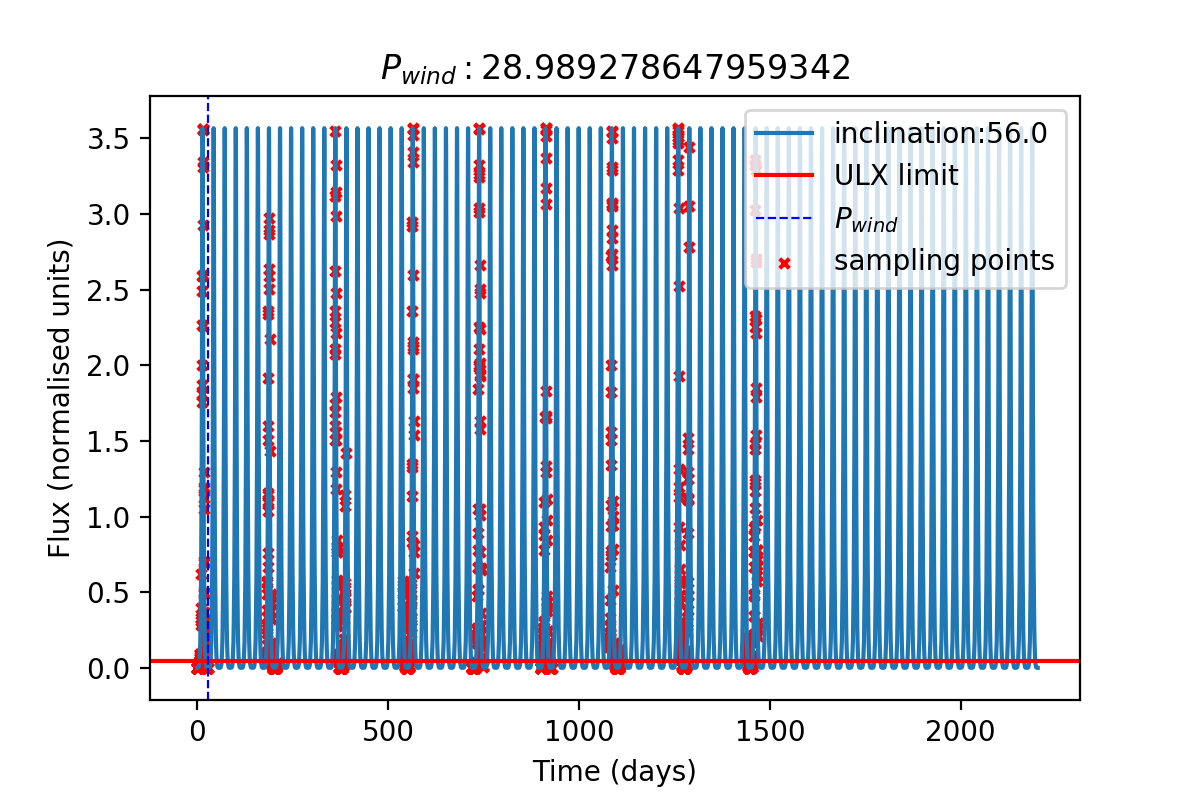 P_wind : 28.989278647959342
inclination:56.0
ULX limit
P_wind
sampling points
Flux (normalised units)
3.5
3.0
2.5
2.0
1.5
1.0
0.5
0.0
0 500 1000 1500 2000
Time (days)